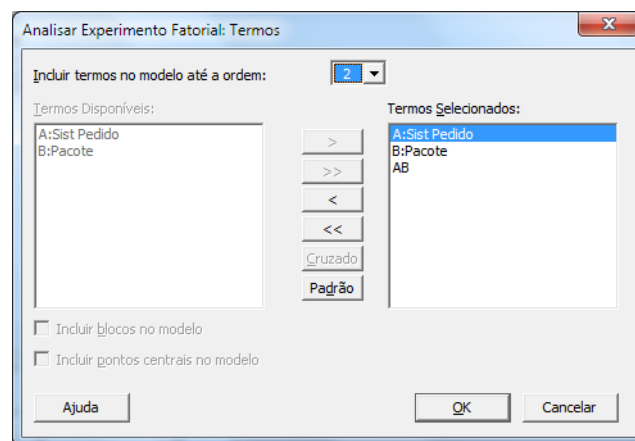 Analisar Experimento Fatorial: Termos
Incluir termos no modelo até a ordem: 2
Termos Disponíveis:
A:Sist Pedido
B:Pacote
>
>>
<
<<
Cruzado
Padrão
Termos Selecionados:
A:Sist Pedido
B:Pacote
AB
Incluir blocos no modelo
Incluir pontos centrais no modelo
Ajuda
OK
Cancelar